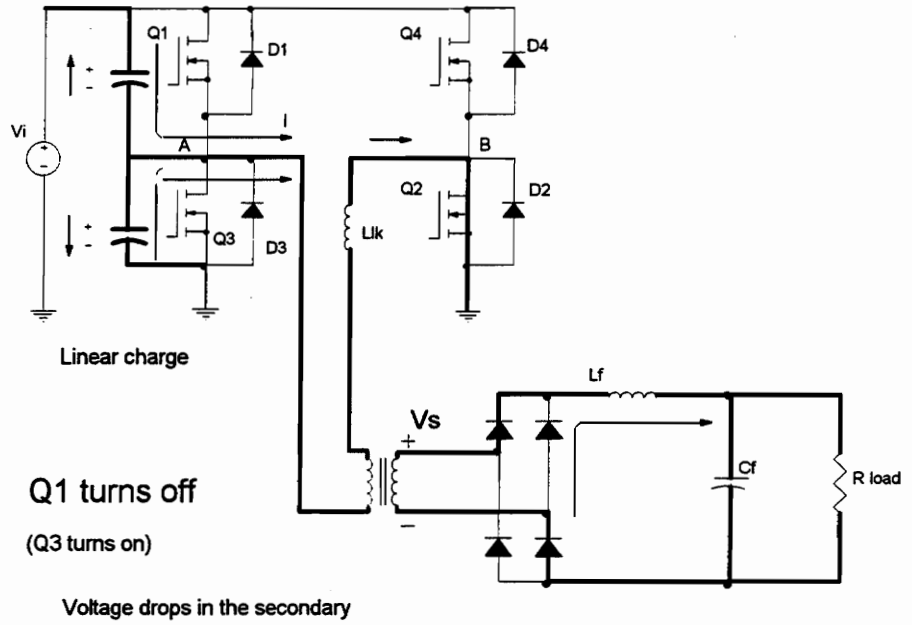 Q1
D1
Q4
D4
+
-
Vi
+
-
I
A
B
+
-
Q3
D3
Q2
D2
Llk
Linear charge
Lf
Vs
+
Cf
R load
Q1 turns off
(Q3 turns on)
−
Voltage drops in the secondary